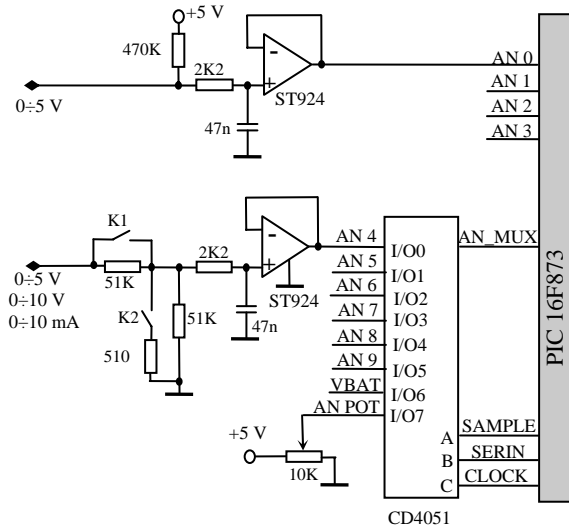 +5 V
470K
2K2
AN 0
0÷5 V
ST924
AN 1
AN 2
AN 3
47n
K1
2K2
AN 4
AN_MUX
I/O0
0÷5 V
51K
ST924
AN 5
I/O1
0÷10 V
AN 6
I/O2
0÷10 mA
K2
51K
47n
AN 7
I/O3
AN 8
I/O4
510
AN 9
I/O5
VBAT
I/O6
AN POT
I/O7
+5 V
10K
A
SAMPLE
B
SERIN
C
CLOCK
CD4051
PIC 16F873